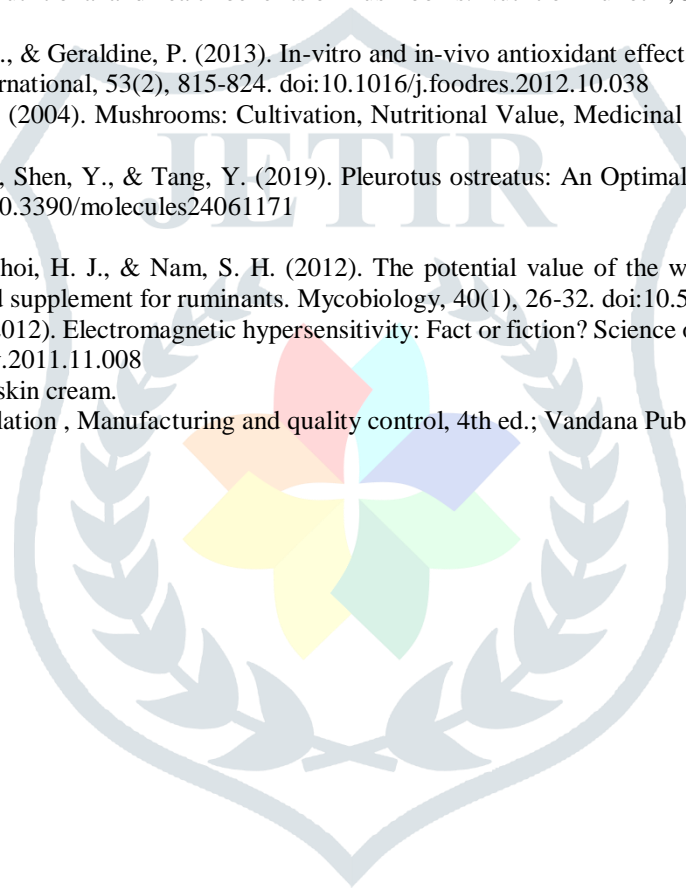 ., & Geraldine, P. (2013). In-vitro and in-vivo antioxidant effect
rnational, 53(2), 815-824. doi:10.1016/j.foodres.2012.10.038
(2004). Mushrooms: Cultivation, Nutritional Value, Medicinal
JETIR
, Shen, Y., & Tang, Y. (2019). Pleurotus ostreatus: An Optimal
0.3390/molecules24061171
hoi, H. J., & Nam, S. H. (2012). The potential value of the w
d supplement for ruminants. Mycobiology, 40(1), 26-32. doi:10.5
2012). Electromagnetic hypersensitivity: Fact or fiction? Science o
v.2011.11.008
skin cream.
lation , Manufacturing and quality control, 4th ed.; Vandana Pub